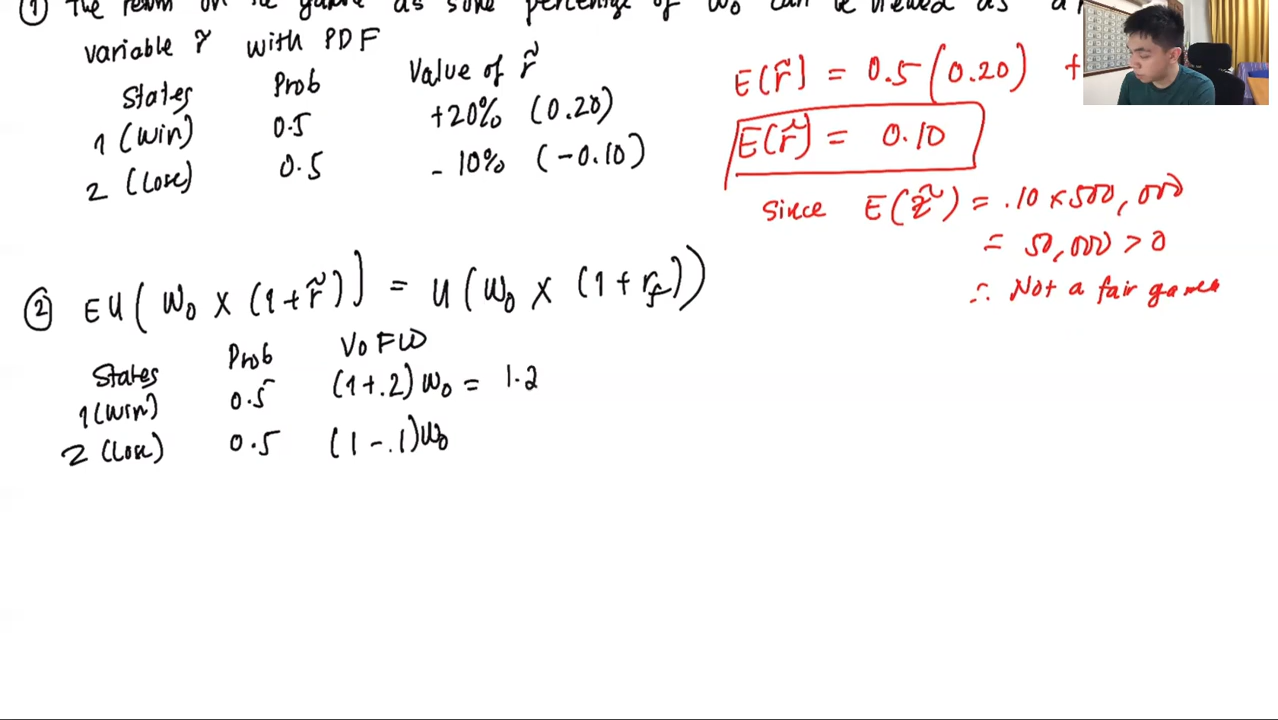 ① The return on the gamble as some percentage of W₀ can be viewed as a
variable r̃ with PDF
States Prob Value of r̃
1 (Win) 0.5 +20% (0.20)
2 (Lose) 0.5 - 10% (-0.10)
E(r̃) = 0.5 (0.20) +
E(r̃) = 0.10
Since E(z̃) = .10 x 500,000
= 50,000 > 0
∴ Not a fair game
② EU( W₀ x (1+r̃)) = U(W₀ x (1+r_f))
States Prob VoFW
1 (Win) 0.5 (1+.2)W₀ = 1.2
2 (Lose) 0.5 (1-.1)W₀